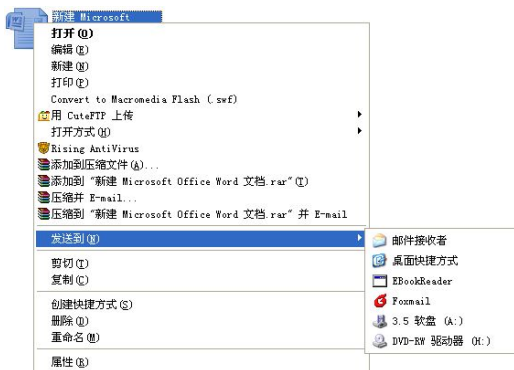 新建 Microsoft
打开(O)
编辑(E)
新建(N)
打印(P)
Convert to Macromedia Flash (.swf)
用 CuteFTP 上传
打开方式(H)
Rising AntiVirus
添加到压缩文件(A)...
添加到 "新建 Microsoft Office Word 文档.rar"(T)
压缩并 E-mail...
压缩到 "新建 Microsoft Office Word 文档.rar" 并 E-mail
发送到(N)
邮件接收者
桌面快捷方式
EBookReader
Foxmail
3.5 软盘 (A:)
DVD-RW 驱动器 (H:)
剪切(T)
复制(C)
创建快捷方式(S)
删除(D)
重命名(M)
属性(R)